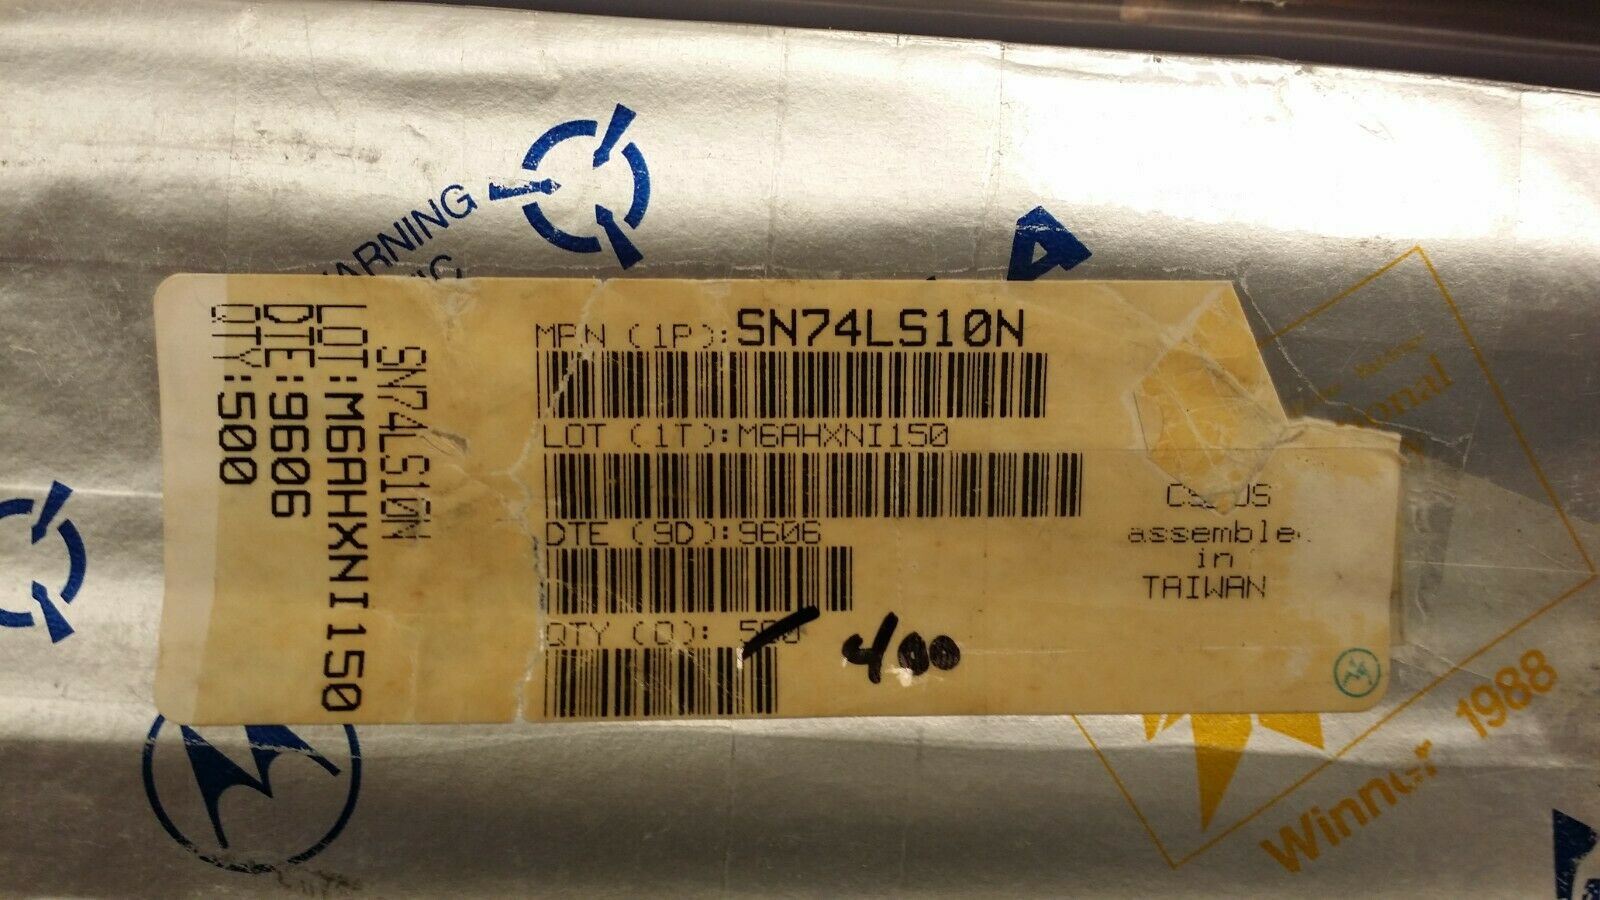 WARNING
MPN (1P): SN74LS10N
LOT (1T): M6AHXNI150
DTE (9D): 9606
QTY (Q): 500
400
assemble
in
TAIWAN
SN74LS10N
LOT: M6AHXNI150
DTE: 9606
QTY: 500
Winner 1988